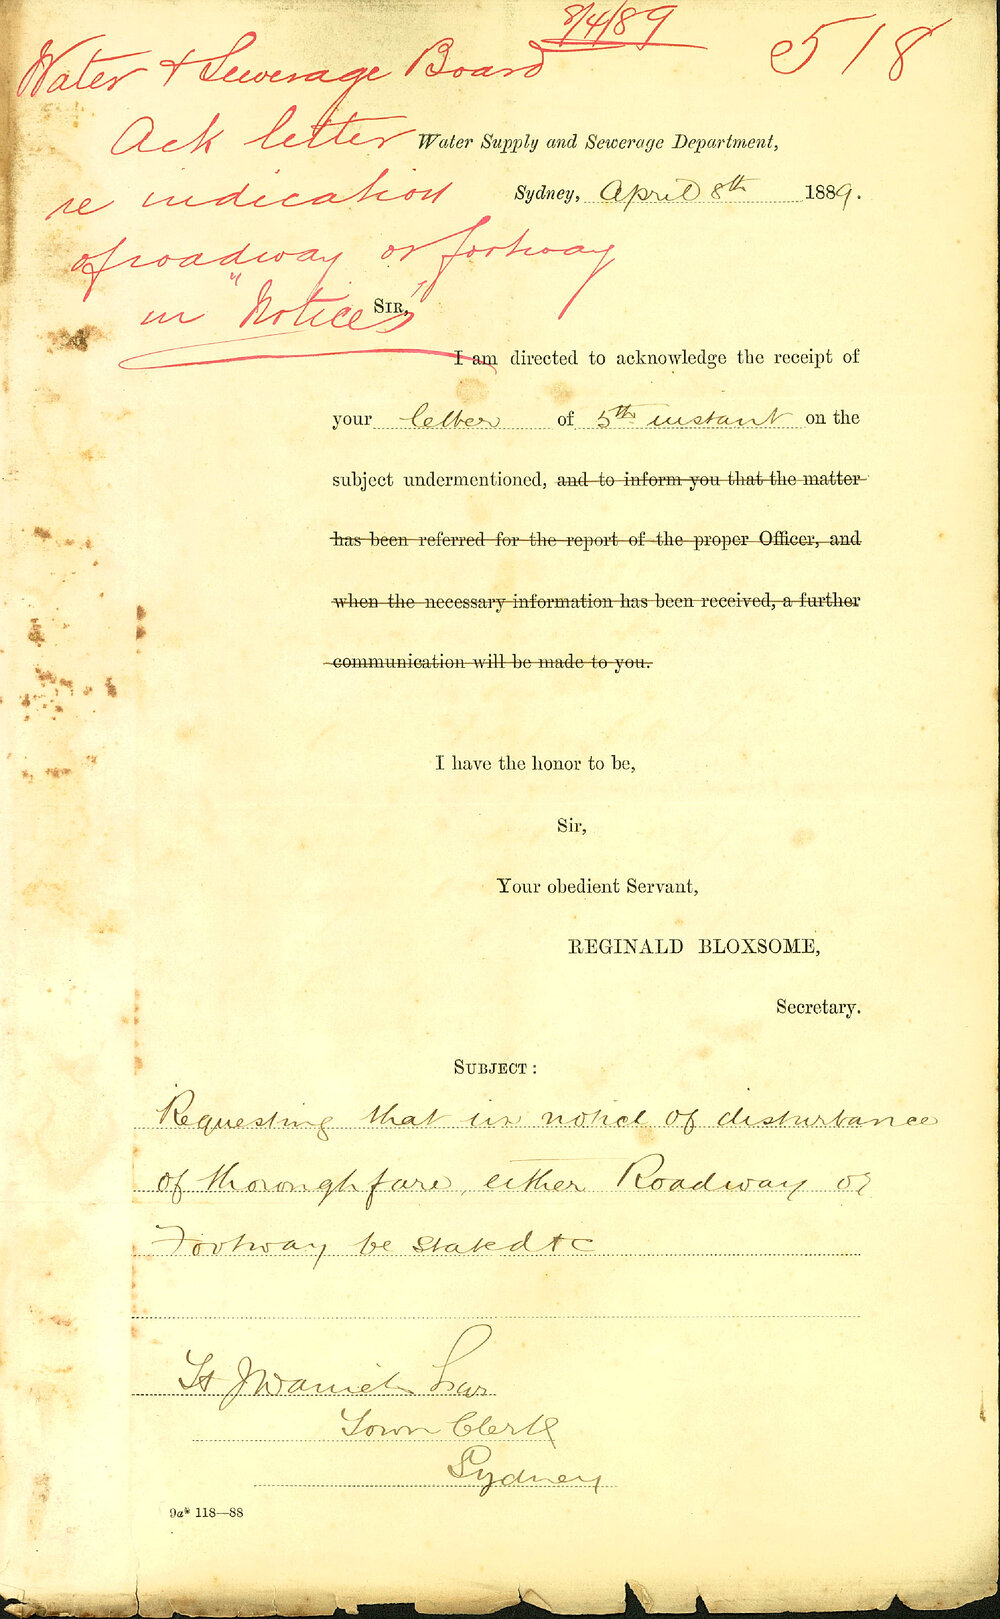 8/4/89
518
Water & Sewerage Board
Ack letter
re indication
of roadway or footway
in "Notices"
Water Supply and Sewerage Department,
Sydney, April 8th 1889.
SIR,
I am directed to acknowledge the receipt of
your letter of 5th instant on the
subject undermentioned, and to inform you that the matter
has been referred for the report of the proper Officer, and
when the necessary information has been received, a further
communication will be made to you.
I have the honor to be,
Sir,
Your obedient Servant,
REGINALD BLOXSOME,
Secretary.
SUBJECT:
Requesting that in notice of disturbance
of thoroughfare, either Roadway or
Footway be stated &c
H J Daniels
Town Clerk
Sydney
9a* 118—88